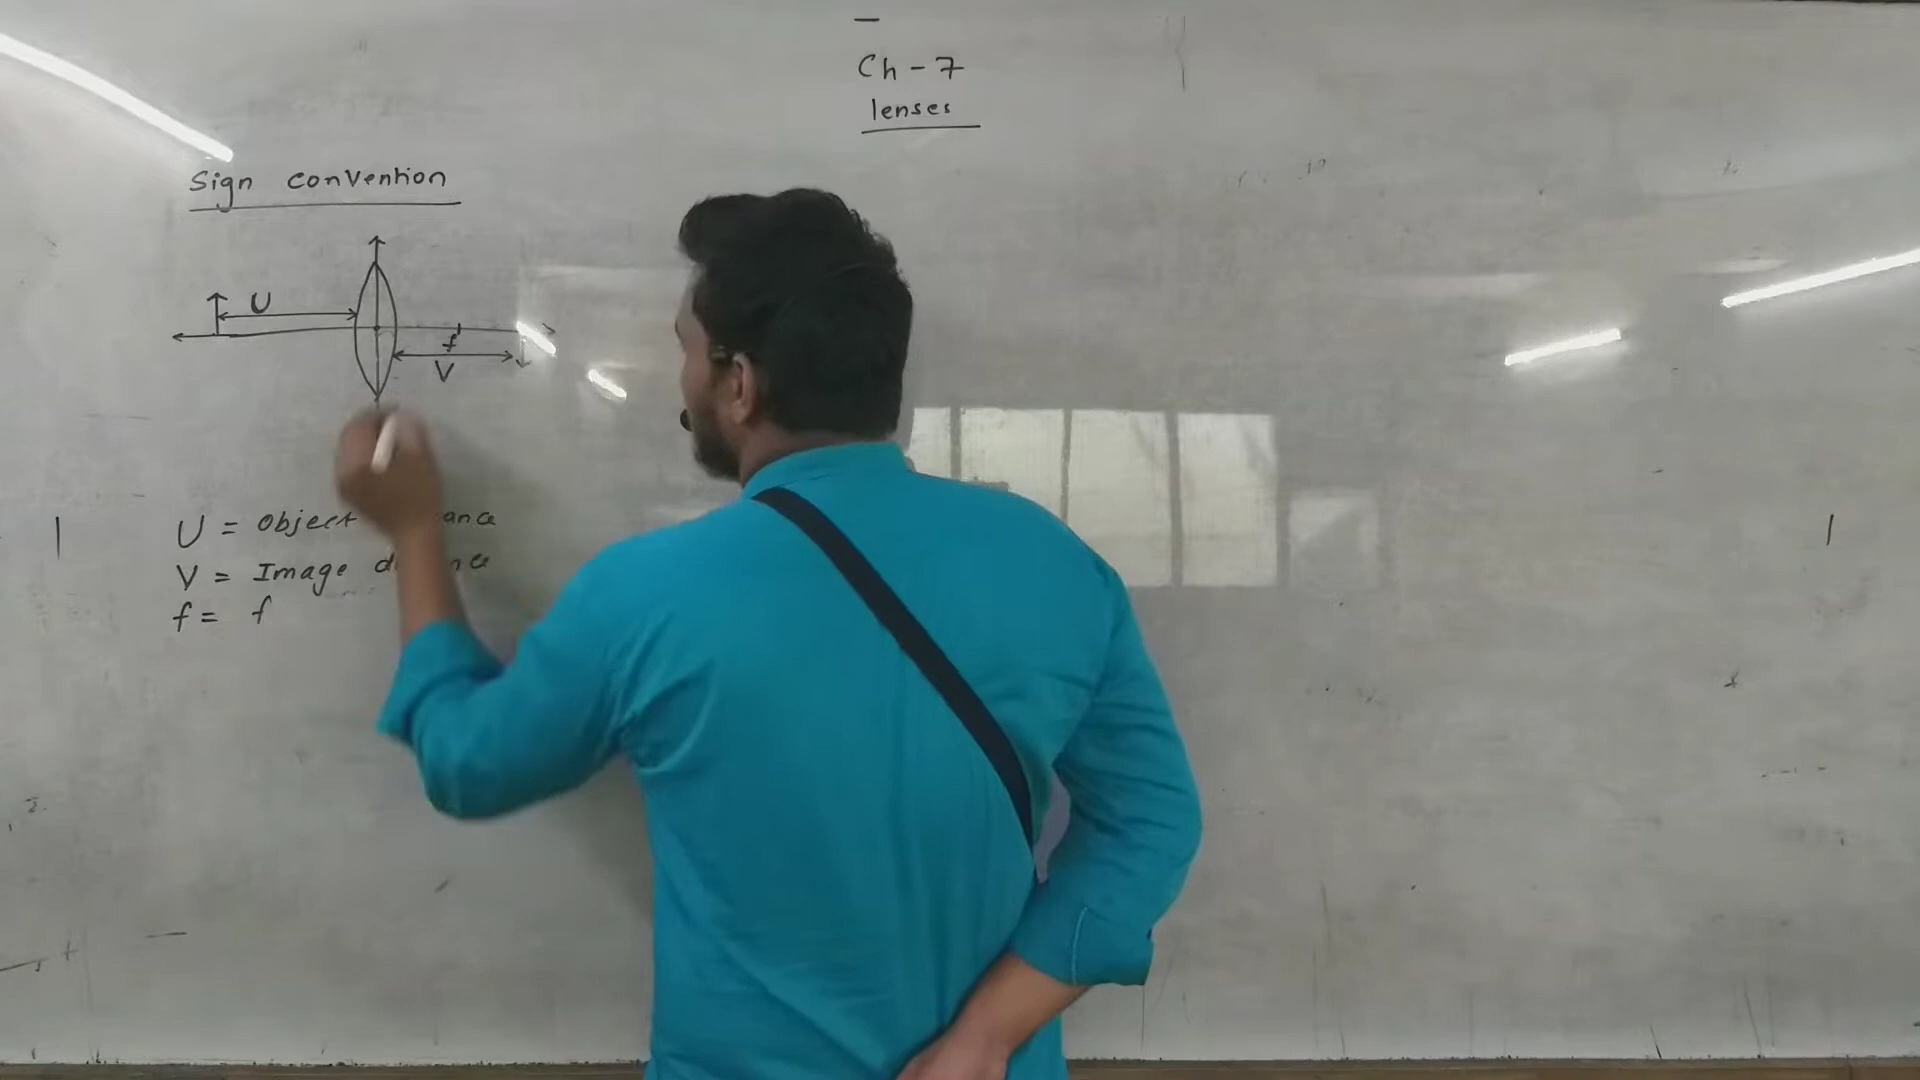 Ch - 7
lenses
Sign convention
U
f
V
U = Object
V = Image
f = f